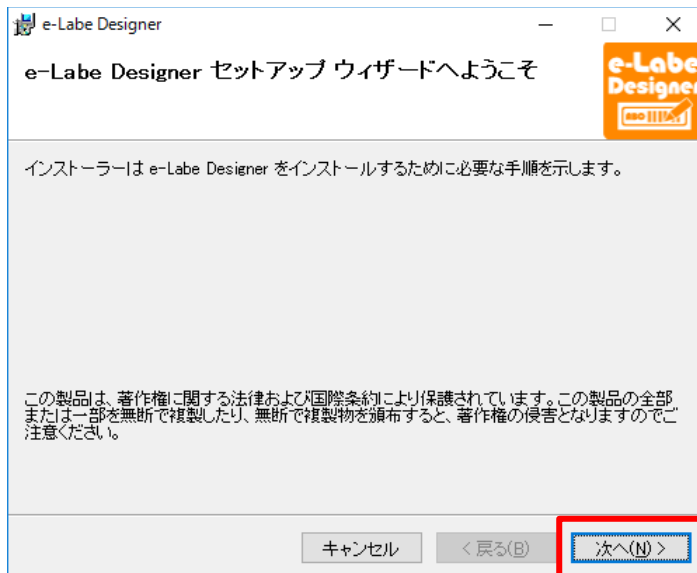 e-Labe Designer
e-Labe Designer セットアップ ウィザードへようこそ
e-Labe
Designer
ABC
インストーラーは e-Labe Designer をインストールするために必要な手順を示します。
この製品は、著作権に関する法律および国際条約により保護されています。この製品の全部
または一部を無断で複製したり、無断で複製物を頒布すると、著作権の侵害となりますのでご
注意ください。
キャンセル
< 戻る(B)
次へ(N) >